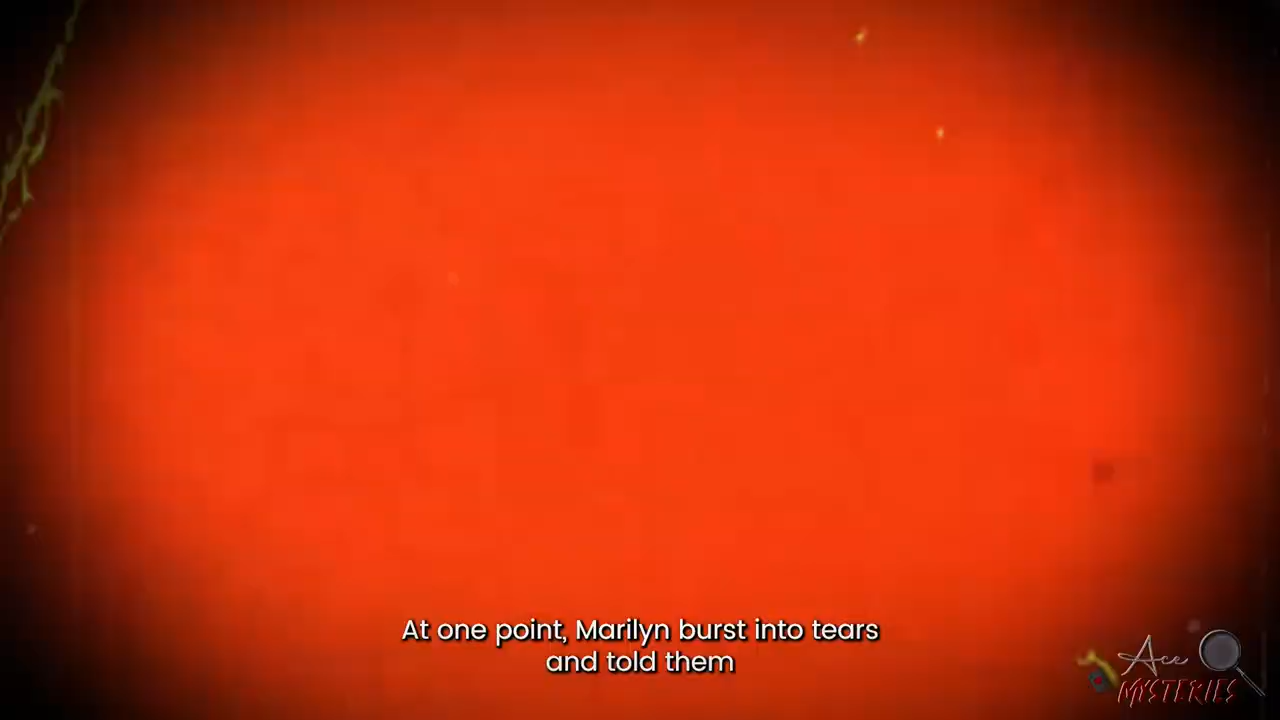 At one point, Marilyn burst into tears
and told them
Ace
MYSTERIES